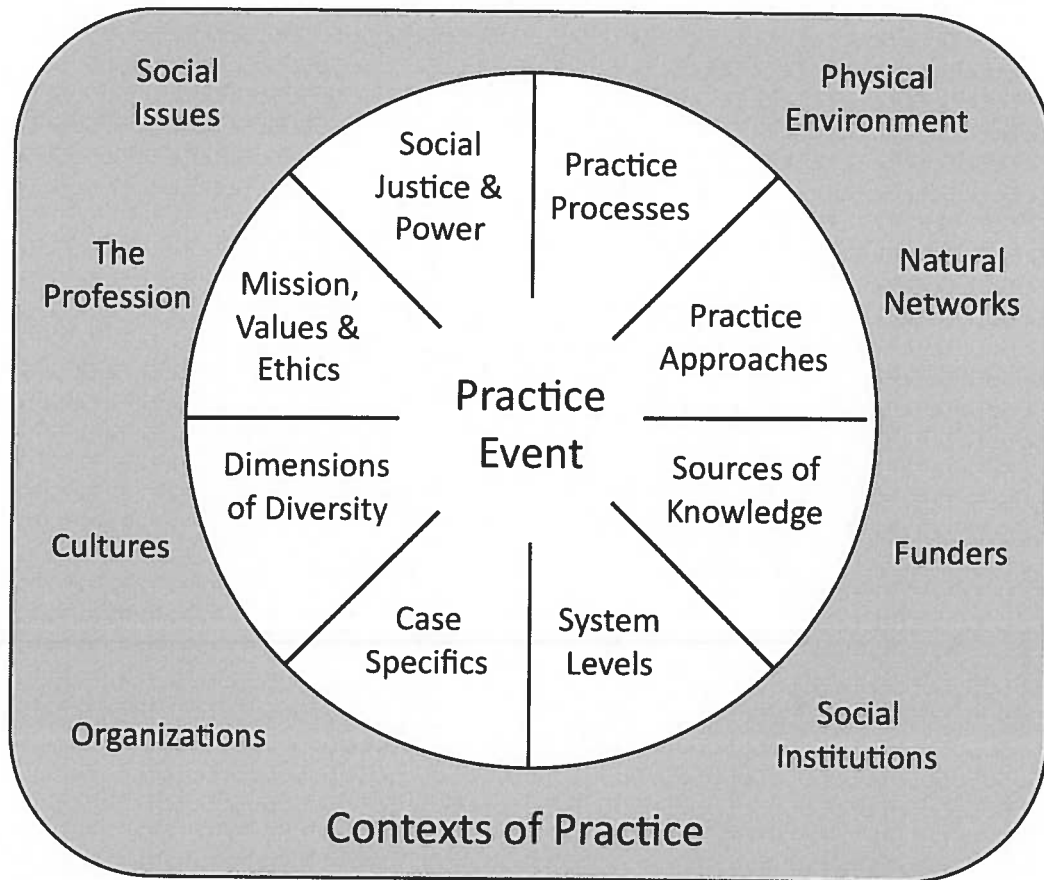 Social
Issues
Physical
Environment
Social
Justice &
Power
Practice
Processes
The
Profession
Natural
Networks
Mission,
Values &
Ethics
Practice
Approaches
Practice
Event
Dimensions
of Diversity
Sources of
Knowledge
Cultures
Funders
Case
Specifics
System
Levels
Organizations
Social
Institutions
Contexts of Practice